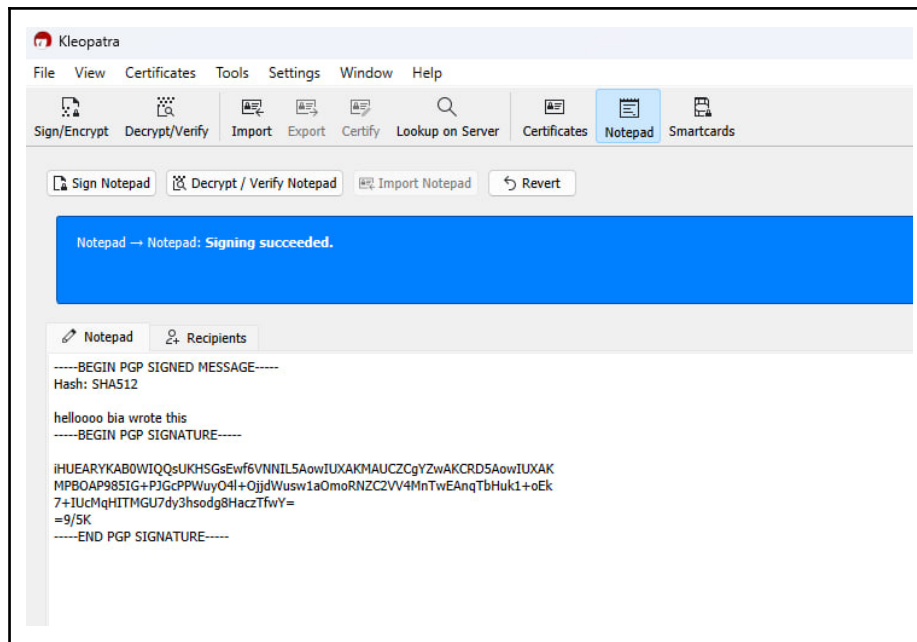 Kleopatra
File View Certificates Tools Settings Window Help
Sign/Encrypt Decrypt/Verify Import Export Certify Lookup on Server Certificates Notepad Smartcards
Sign Notepad Decrypt / Verify Notepad Import Notepad Revert
Notepad → Notepad: Signing succeeded.
Notepad Recipients
-----BEGIN PGP SIGNED MESSAGE-----
Hash: SHA512
helloooo bia wrote this
-----BEGIN PGP SIGNATURE-----
iHUEARYKAB0WIQQsUKHSGsEwf6VNNIL5AowIUXAKMAUCZCgYZwAKCRD5AowIUXAK
MPBOAP985IG+PJGcPPWuyO4l+OjjdWusw1aOmoRNZC2VV4MnTwEAnqTbHuk1+oEk
7+IUcMqHITMGU7dy3hsodg8HaczTfwY=
=9/5K
-----END PGP SIGNATURE-----